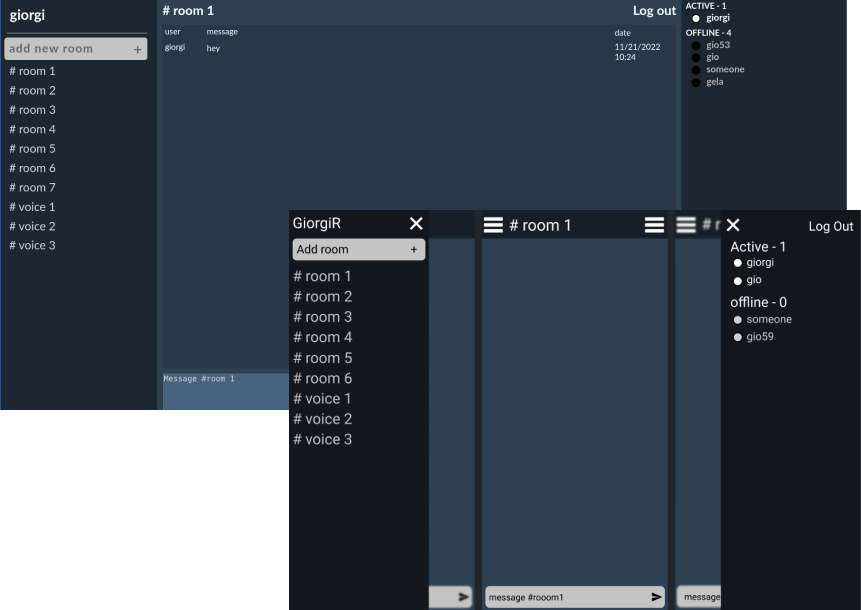 giorgi
add new room +
# room 1
# room 2
# room 3
# room 4
# room 5
# room 6
# room 7
# voice 1
# voice 2
# voice 3
# room 1
Log out
user message date
giorgi hey 11/21/2022
10:24
Message #room 1
ACTIVE - 1
giorgi
OFFLINE - 4
gio53
gio
someone
gela
GiorgiR
Add room +
# room 1
# room 2
# room 3
# room 4
# room 5
# room 6
# voice 1
# voice 2
# voice 3
# room 1
message #rooom1
# r
message
Log Out
Active - 1
giorgi
gio
offline - 0
someone
gio59